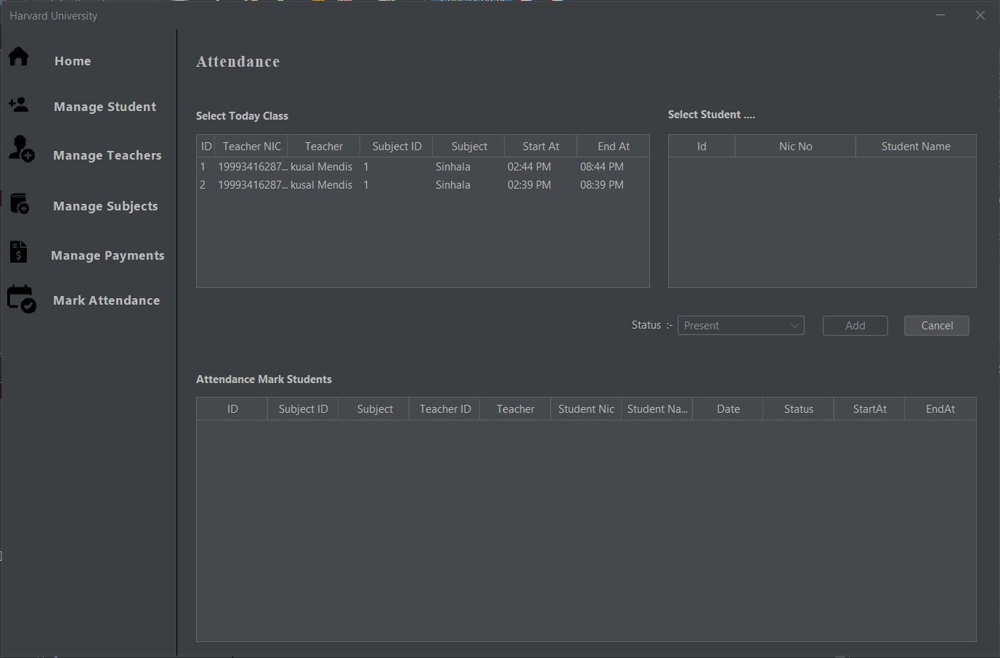 Harvard University
Home
Manage Student
Manage Teachers
Manage Subjects
Manage Payments
Mark Attendance
Attendance
Select Today Class
ID Teacher NIC Teacher Subject ID Subject Start At End At
1 19993416287... kusal Mendis 1 Sinhala 02:44 PM 08:44 PM
2 19993416287... kusal Mendis 1 Sinhala 02:39 PM 08:39 PM
Select Student ....
Id Nic No Student Name
Status :- Present Add Cancel
Attendance Mark Students
ID Subject ID Subject Teacher ID Teacher Student Nic Student Na... Date Status StartAt EndAt